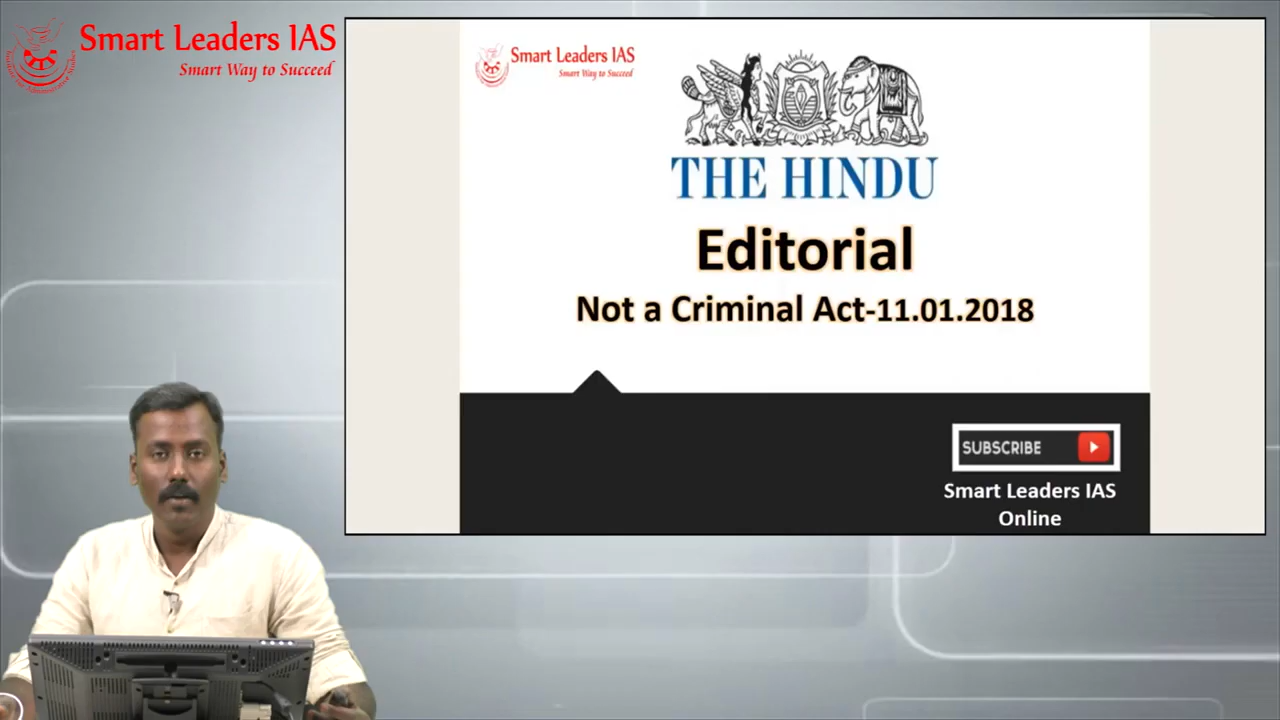 Smart Leaders IAS
Smart Way to Succeed
Smart Leaders IAS
Smart Way to Succeed
THE HINDU
Editorial
Not a Criminal Act-11.01.2018
SUBSCRIBE
Smart Leaders IAS
Online